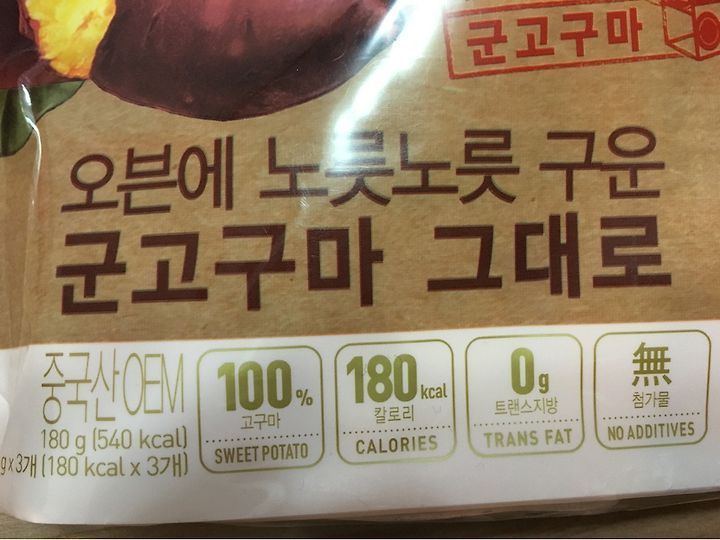 군고구마
오븐에 노릇노릇 구운
군고구마 그대로
중국산 OEM
180 g (540 kcal)
g x 3개 (180 kcal x 3개)
100%
고구마
SWEET POTATO
180 kcal
칼로리
CALORIES
0 g
트랜스지방
TRANS FAT
無
첨가물
NO ADDITIVES